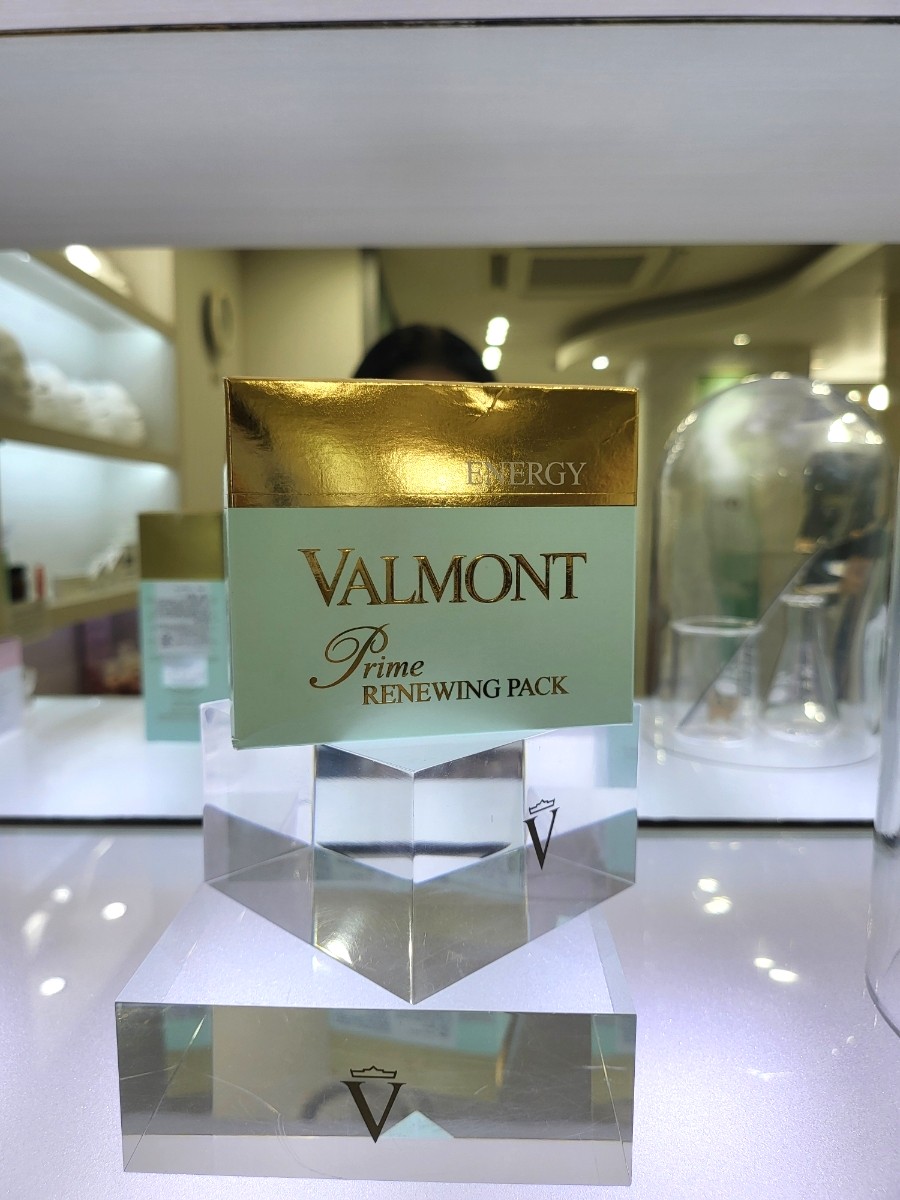 ENERGY
VALMONT
Prime
RENEWING PACK
V
V